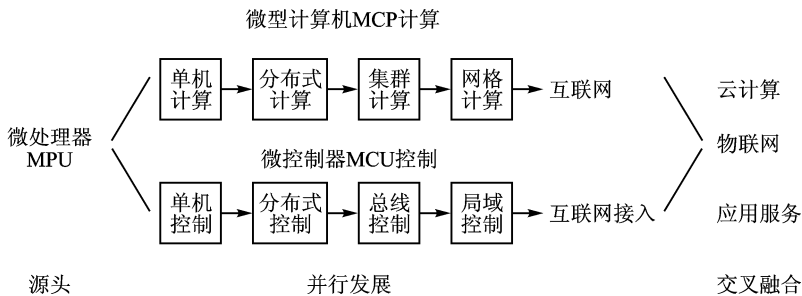 微型计算机MCP计算
单机
计算
分布式
计算
集群
计算
网格
计算
互联网
云计算
微处理器
MPU
物联网
微控制器MCU控制
单机
控制
分布式
控制
总线
控制
局域
控制
互联网接入
应用服务
源头
并行发展
交叉融合